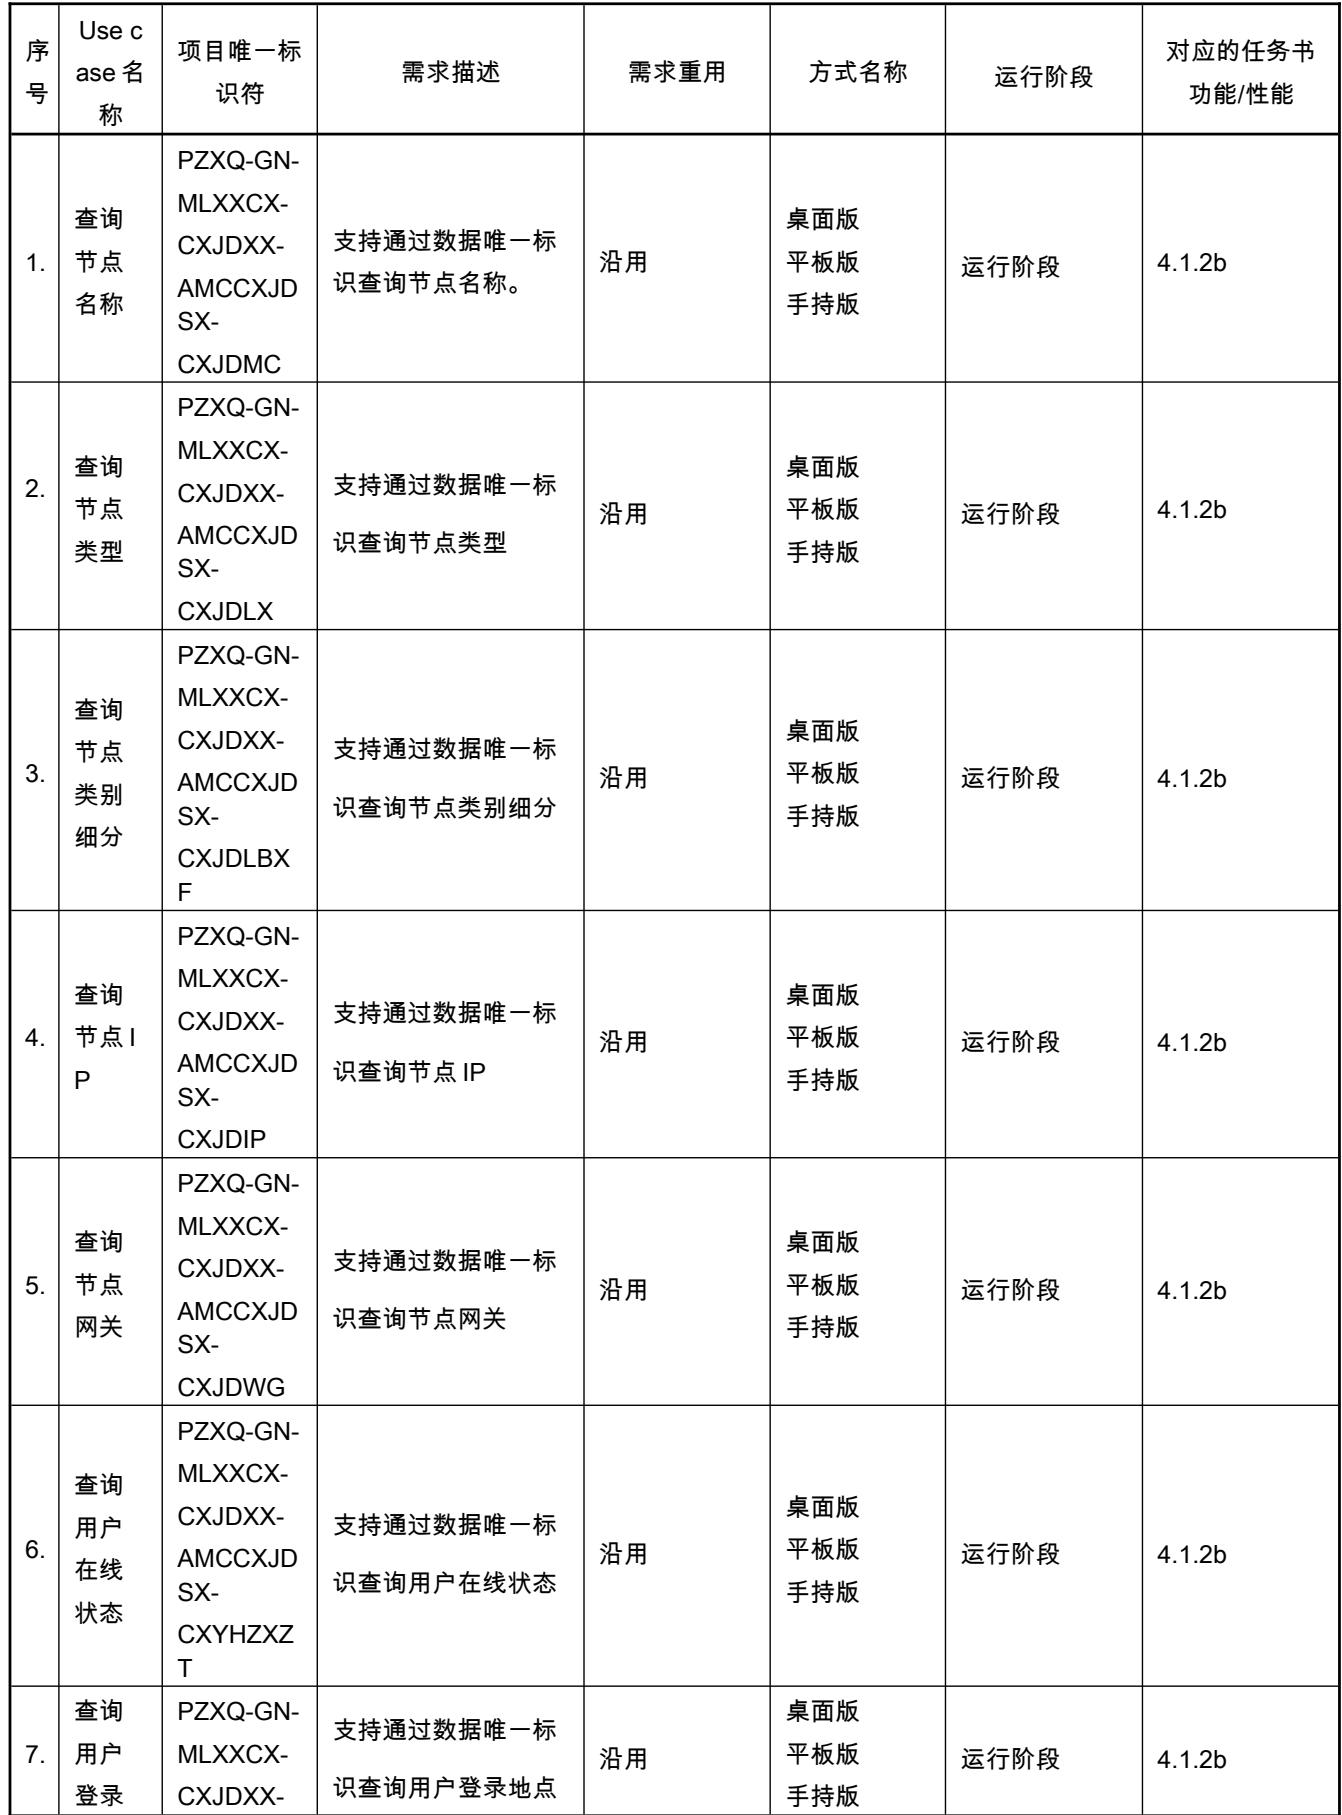 序号
Use case 名称
项目唯一标识符
需求描述
需求重用
方式名称
运行阶段
对应的任务书功能/性能
1.
查询
节点
名称
PZXQ-GN-
MLXXCX-
CXJDXX-
AMCCXJD
SX-
CXJDMC
支持通过数据唯一标
识查询节点名称。
沿用
桌面版
平板版
手持版
运行阶段
4.1.2b
2.
查询
节点
类型
PZXQ-GN-
MLXXCX-
CXJDXX-
AMCCXJD
SX-
CXJDLX
支持通过数据唯一标
识查询节点类型
沿用
桌面版
平板版
手持版
运行阶段
4.1.2b
3.
查询
节点
类别
细分
PZXQ-GN-
MLXXCX-
CXJDXX-
AMCCXJD
SX-
CXJDLBX
F
支持通过数据唯一标
识查询节点类别细分
沿用
桌面版
平板版
手持版
运行阶段
4.1.2b
4.
查询
节点 I
P
PZXQ-GN-
MLXXCX-
CXJDXX-
AMCCXJD
SX-
CXJDIP
支持通过数据唯一标
识查询节点 IP
沿用
桌面版
平板版
手持版
运行阶段
4.1.2b
5.
查询
节点
网关
PZXQ-GN-
MLXXCX-
CXJDXX-
AMCCXJD
SX-
CXJDWG
支持通过数据唯一标
识查询节点网关
沿用
桌面版
平板版
手持版
运行阶段
4.1.2b
6.
查询
用户
在线
状态
PZXQ-GN-
MLXXCX-
CXJDXX-
AMCCXJD
SX-
CXYHZXZ
T
支持通过数据唯一标
识查询用户在线状态
沿用
桌面版
平板版
手持版
运行阶段
4.1.2b
7.
查询
用户
登录
PZXQ-GN-
MLXXCX-
CXJDXX-
支持通过数据唯一标
识查询用户登录地点
沿用
桌面版
平板版
手持版
运行阶段
4.1.2b